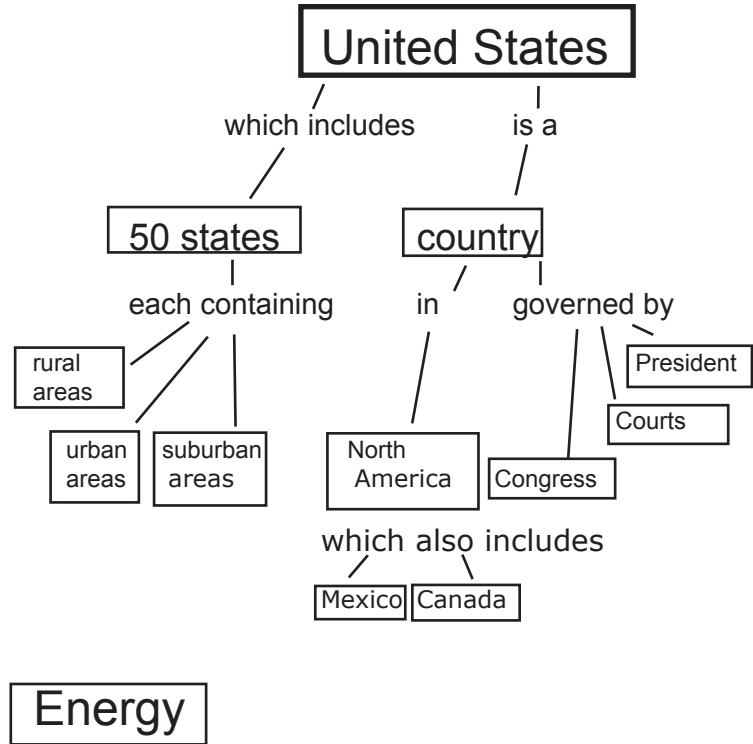 United States
which includes
is a
50 states
country
each containing
in
governed by
rural
areas
President
Courts
urban
areas
suburban
areas
North
America
Congress
which also includes
Mexico
Canada
Energy